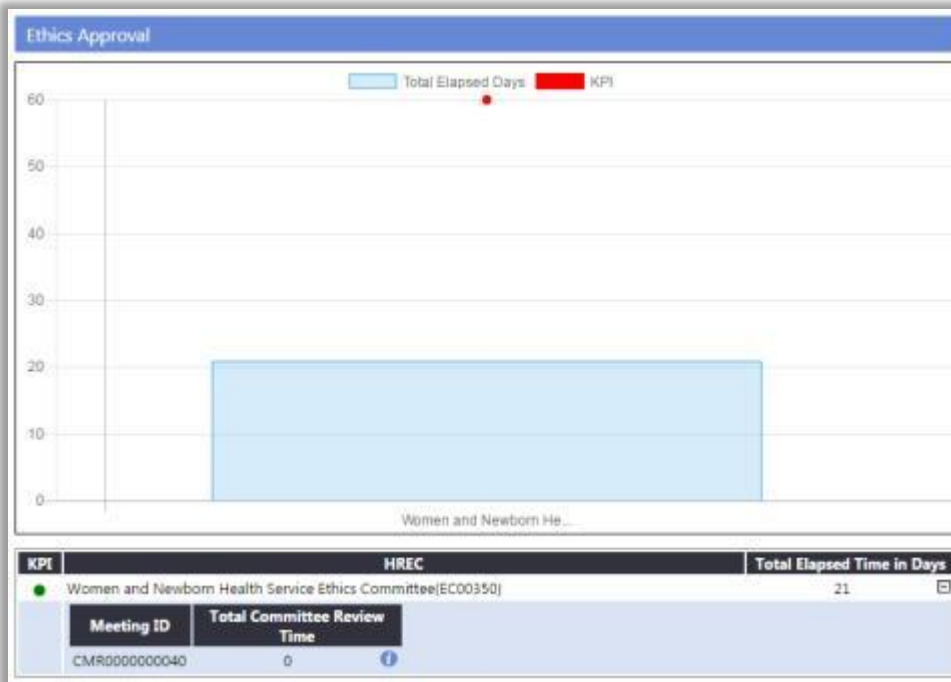 Ethics Approval
Total Elapsed Days KPI
60
50
40
30
20
10
0
Women and Newborn He...
KPI HREC Total Elapsed Time in Days
Women and Newborn Health Service Ethics Committee(EC00350) 21
Meeting ID Total Committee Review
Time
CMR0000000040 0